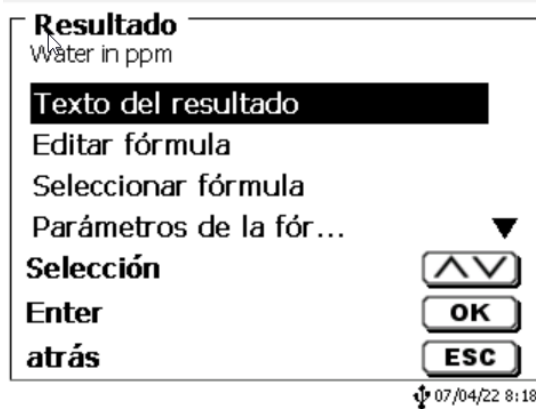 Resultado
Water in ppm
Texto del resultado
Editar fórmula
Seleccionar fórmula
Parámetros de la fór...
Selección
Enter OK
atrás ESC
07/04/22 8:18